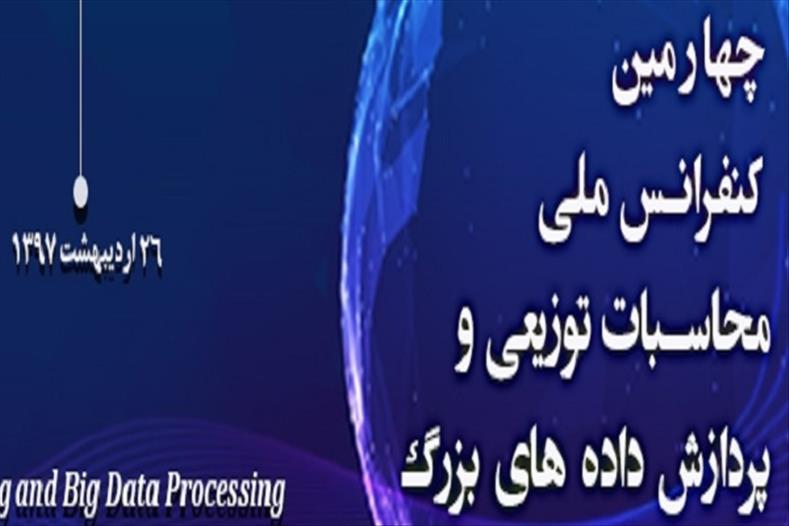 چهارمین
کنفرانس ملی
محاسبات توزیعی و
پردازش داده های بزرگ
۲۶ اردیبهشت ۱۳۹۷
g and Big Data Processing